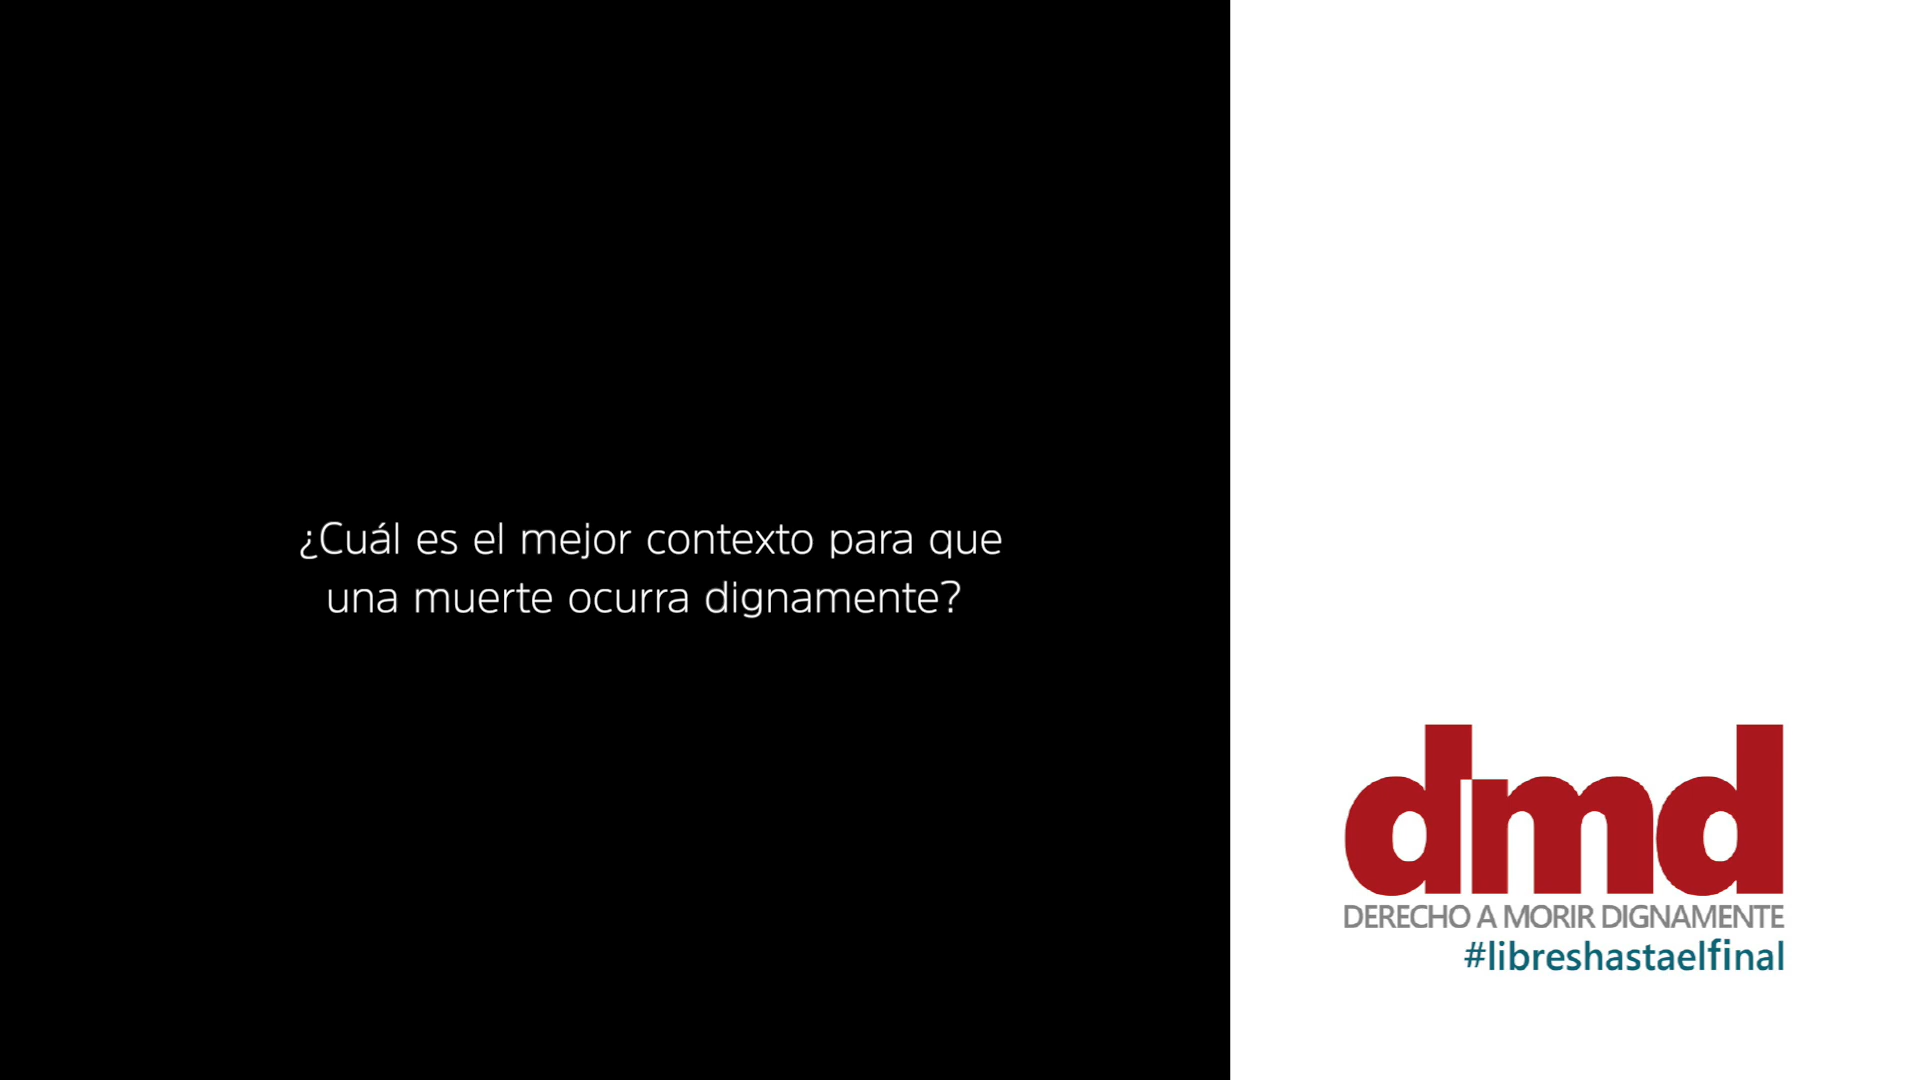 ¿Cuál es el mejor contexto para que
una muerte ocurra dignamente?
dmd
DERECHO A MORIR DIGNAMENTE
#libreshastaelfinal